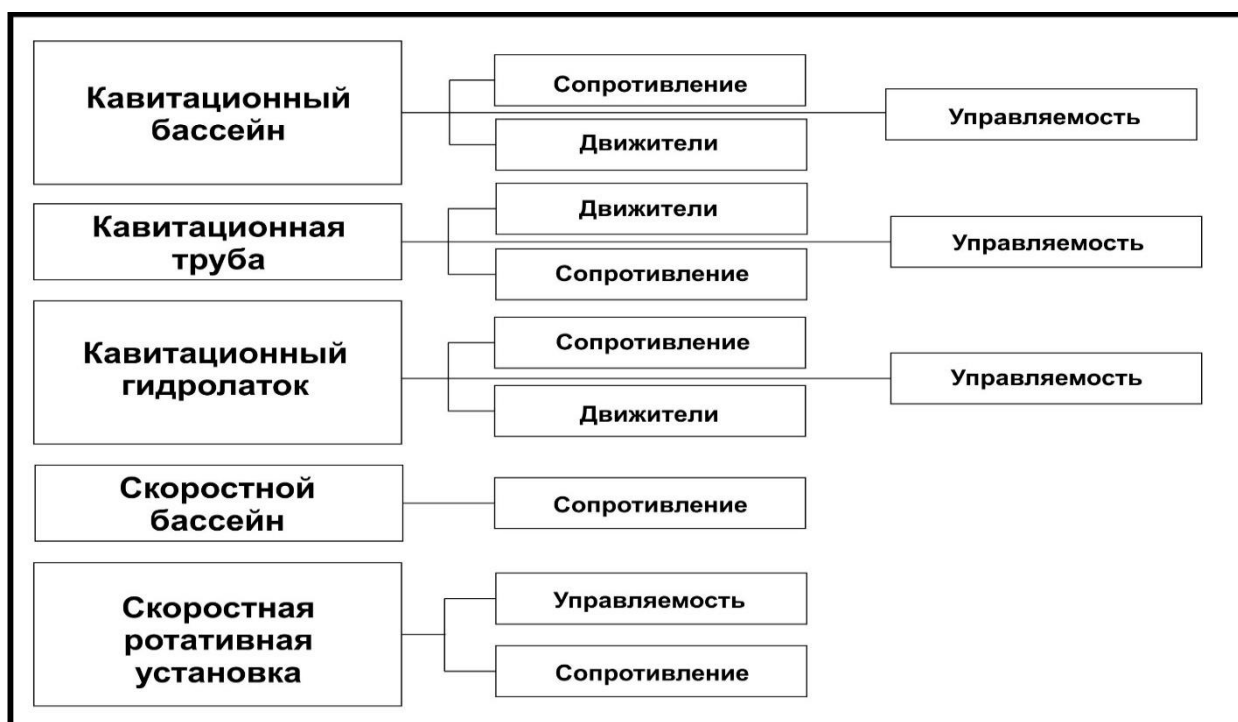 Кавитационный
бассейн
Сопротивление
Движители
Управляемость
Кавитационная
труба
Движители
Сопротивление
Управляемость
Кавитационный
гидролаток
Сопротивление
Движители
Управляемость
Скоростной
бассейн
Сопротивление
Скоростная
ротативная
установка
Управляемость
Сопротивление